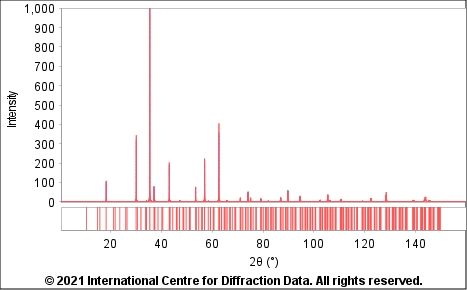 1,000
900
800
700
600
500
400
300
200
100
0
Intensity
20 40 60 80 100 120 140
2θ (°)
© 2021 International Centre for Diffraction Data. All rights reserved.